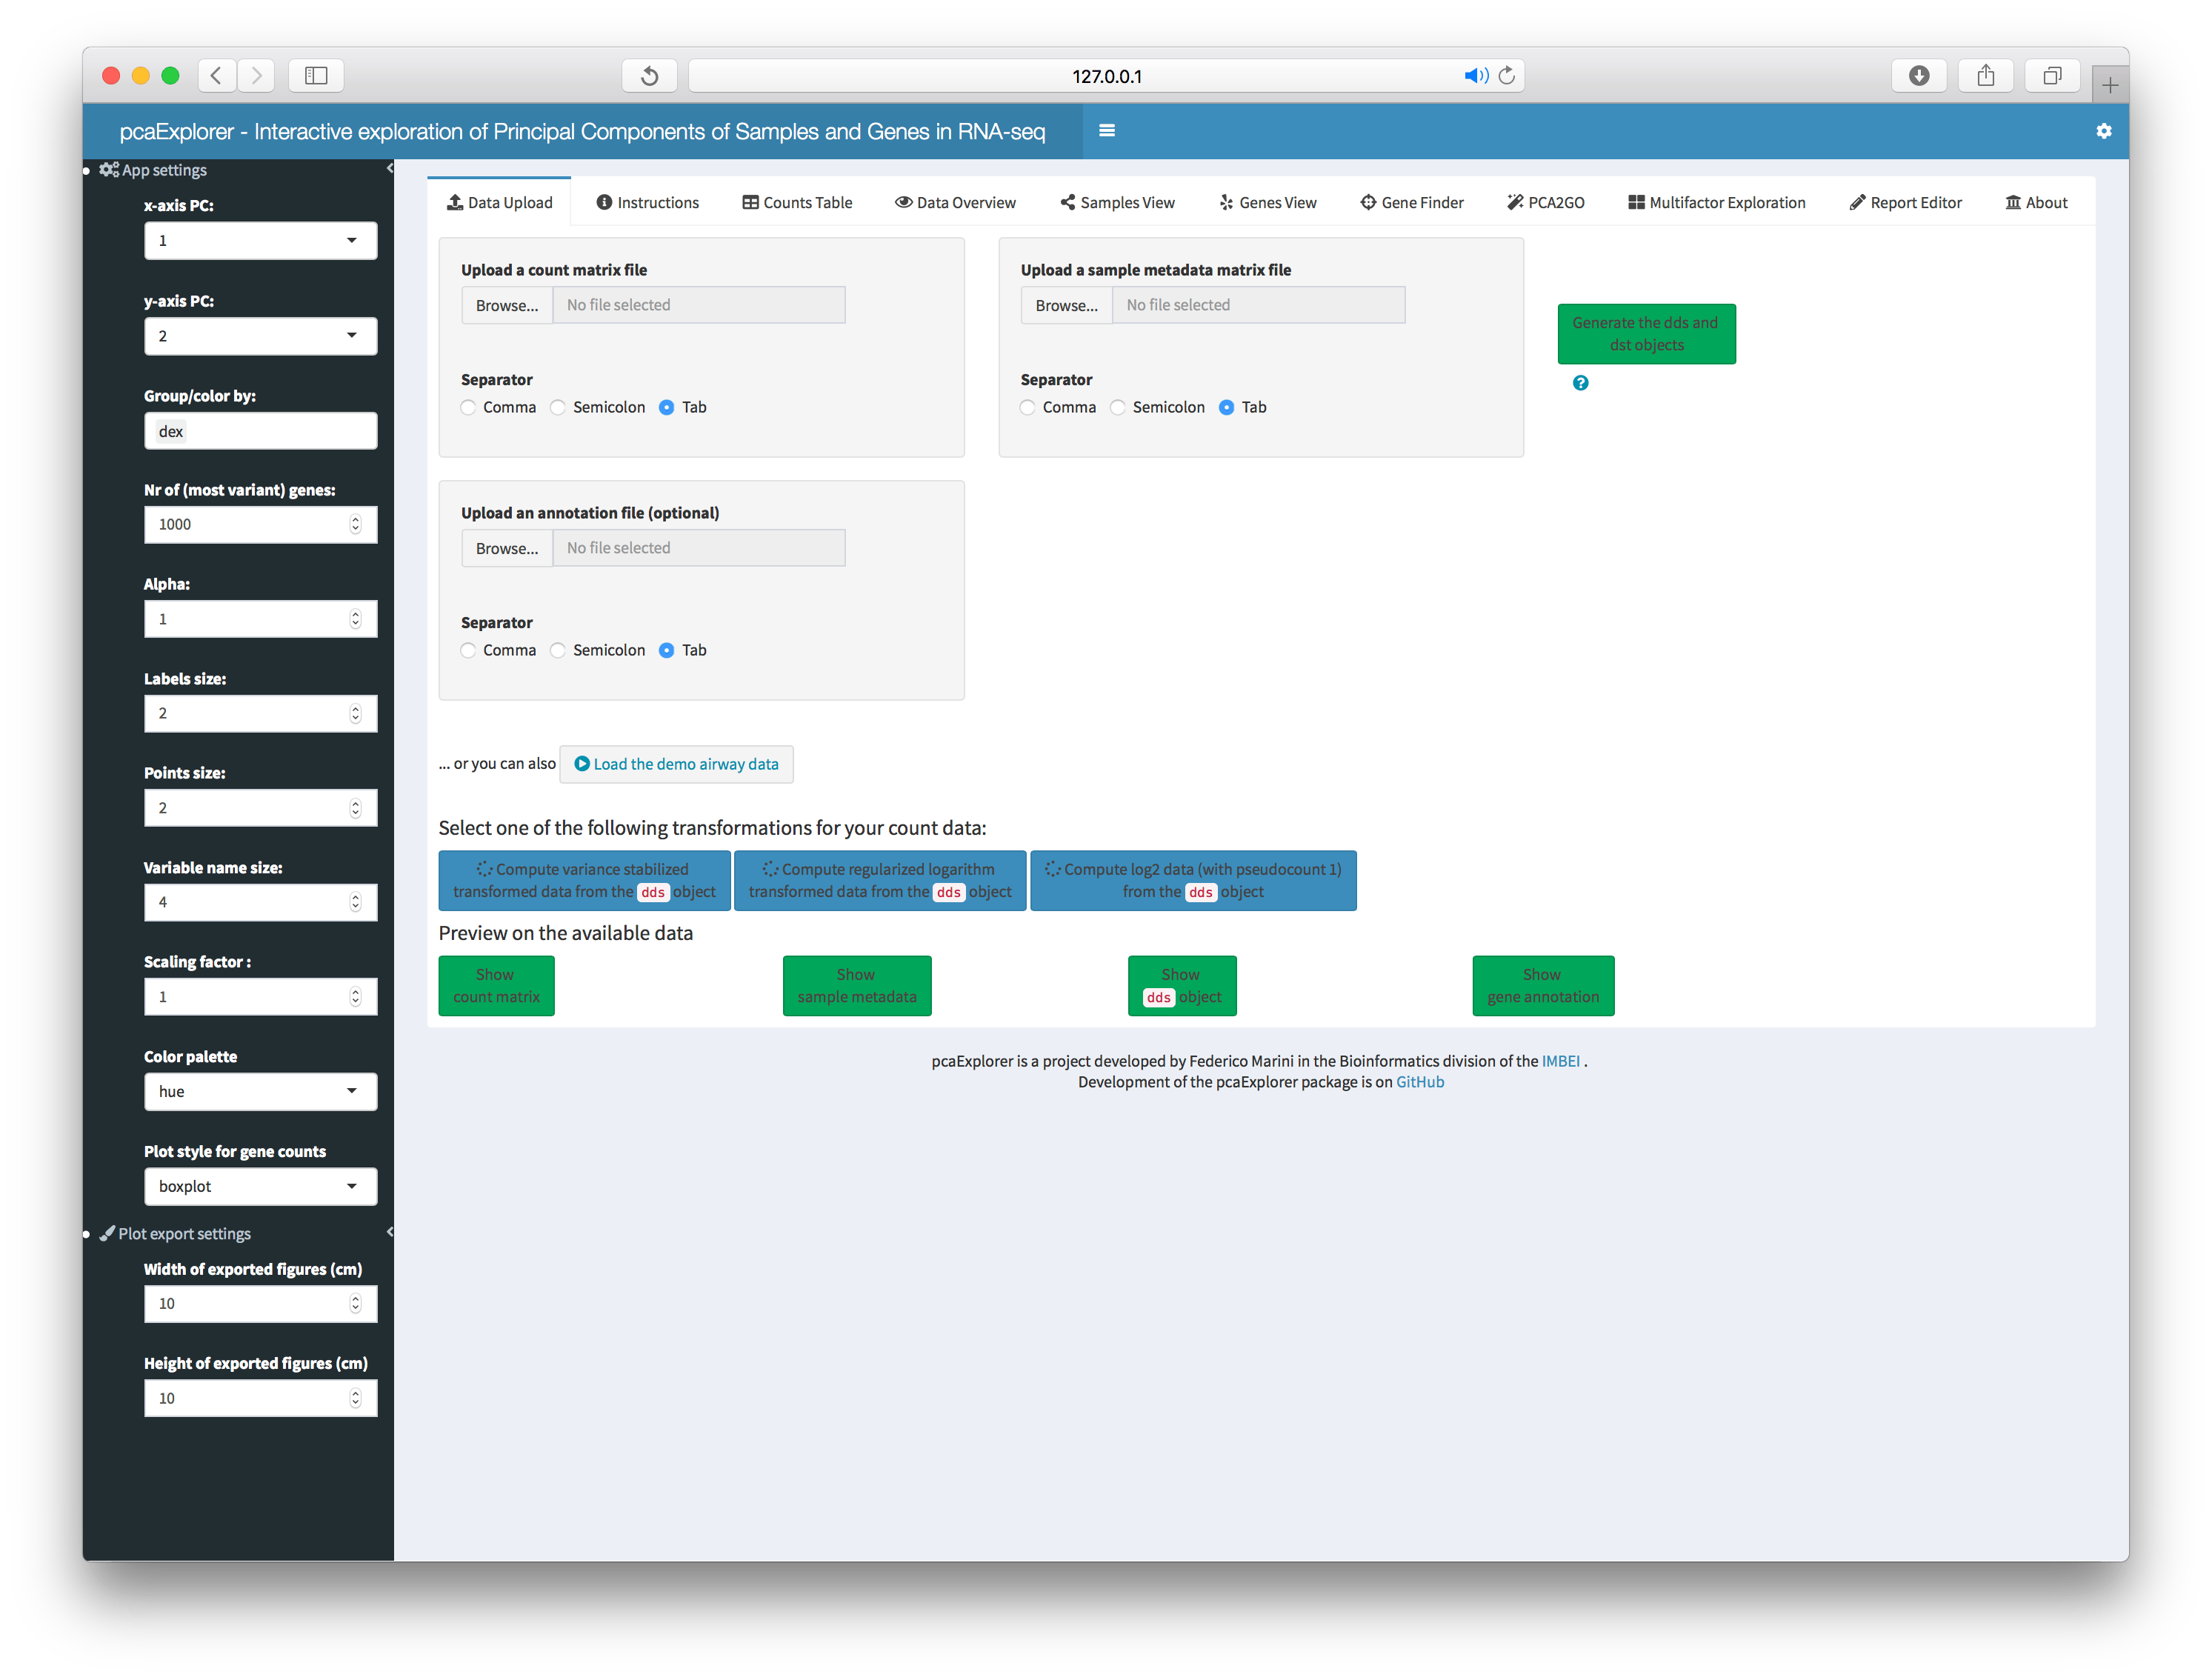 127.0.0.1
pcaExplorer - Interactive exploration of Principal Components of Samples and Genes in RNA-seq
App settings
x-axis PC:
1
y-axis PC:
2
Group/color by:
dex
Nr of (most variant) genes:
1000
Alpha:
1
Labels size:
2
Points size:
2
Variable name size:
4
Scaling factor :
1
Color palette
hue
Plot style for gene counts
boxplot
Plot export settings
Width of exported figures (cm)
10
Height of exported figures (cm)
10
Data Upload Instructions Counts Table Data Overview Samples View Genes View Gene Finder PCA2GO Multifactor Exploration Report Editor About
Upload a count matrix file
Browse... No file selected
Separator
Comma Semicolon Tab
Upload a sample metadata matrix file
Browse... No file selected
Separator
Comma Semicolon Tab
Generate the dds and
dst objects
Upload an annotation file (optional)
Browse... No file selected
Separator
Comma Semicolon Tab
... or you can also Load the demo airway data
Select one of the following transformations for your count data:
Compute variance stabilized
transformed data from the dds object
Compute regularized logarithm
transformed data from the dds object
Compute log2 data (with pseudocount 1)
from the dds object
Preview on the available data
Show
count matrix
Show
sample metadata
Show
dds object
Show
gene annotation
pcaExplorer is a project developed by Federico Marini in the Bioinformatics division of the IMBEI .
Development of the pcaExplorer package is on GitHub